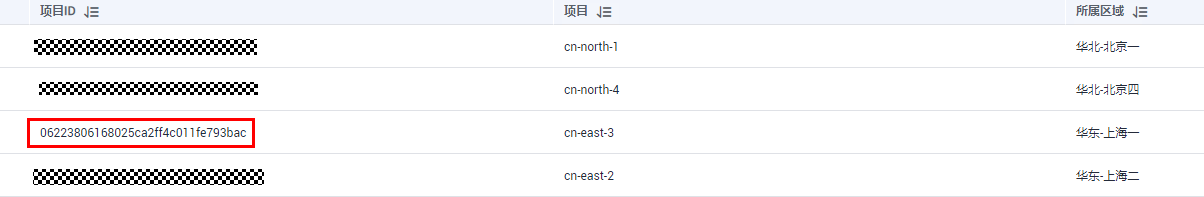 项目ID 项目 所属区域
cn-north-1 华北-北京一
cn-north-4 华北-北京四
06223806168025ca2ff4c011fe793bac cn-east-3 华东-上海一
cn-east-2 华东-上海二